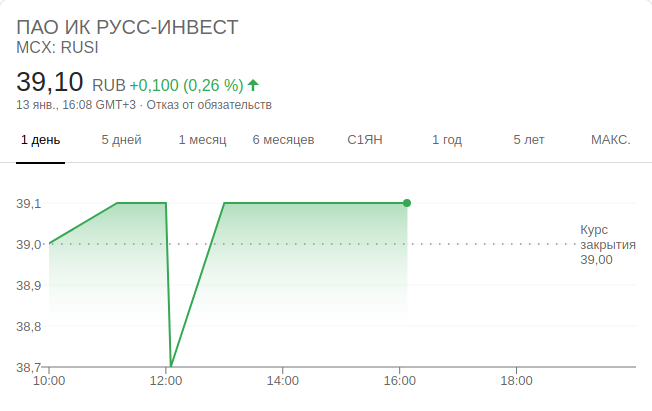 ПАО ИК РУСС-ИНВЕСТ
MCX: RUSI
39,10 RUB +0,100 (0,26 %)
13 янв., 16:08 GMT+3 · Отказ от обязательств
1 день 5 дней 1 месяц 6 месяцев С1ЯН 1 год 5 лет МАКС.
39,1
Курс
39,0 закрытия
39,00
38,9
38,8
38,7
10:00 12:00 14:00 16:00 18:00